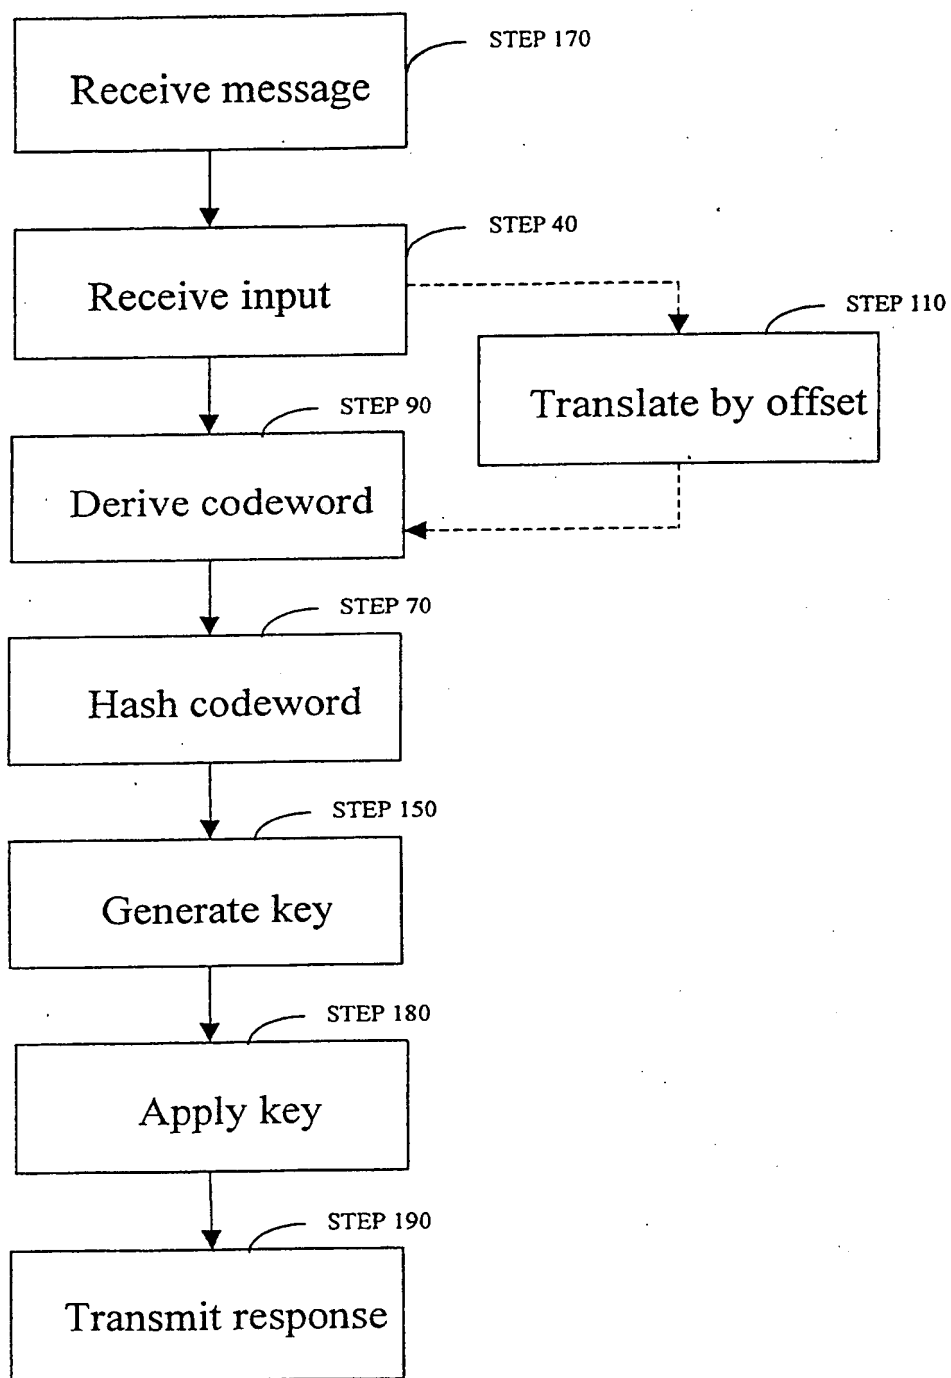 STEP 170
Receive message
STEP 40
Receive input
STEP 110
Translate by offset
STEP 90
Derive codeword
STEP 70
Hash codeword
STEP 150
Generate key
STEP 180
Apply key
STEP 190
Transmit response